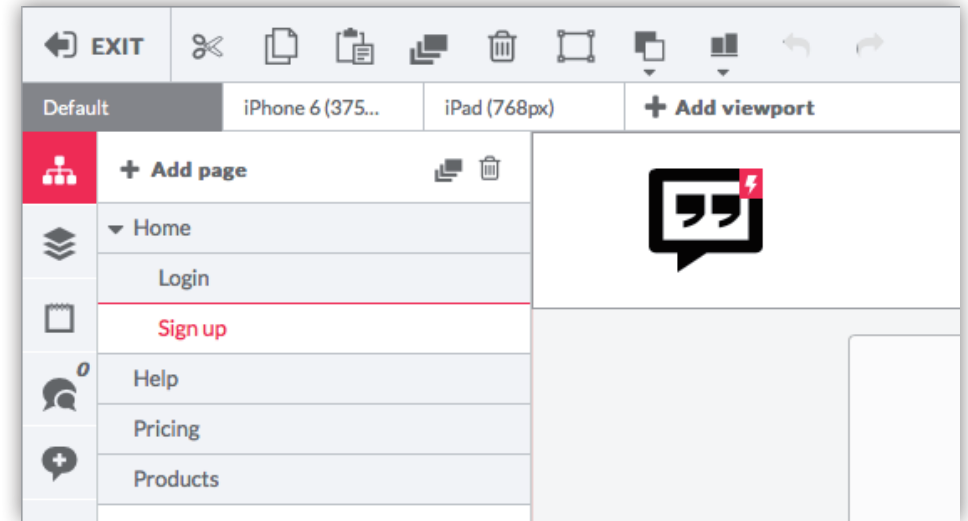 EXIT
Default iPhone 6 (375... iPad (768px) + Add viewport
+ Add page
Home
Login
Sign up
0
Help
Pricing
Products